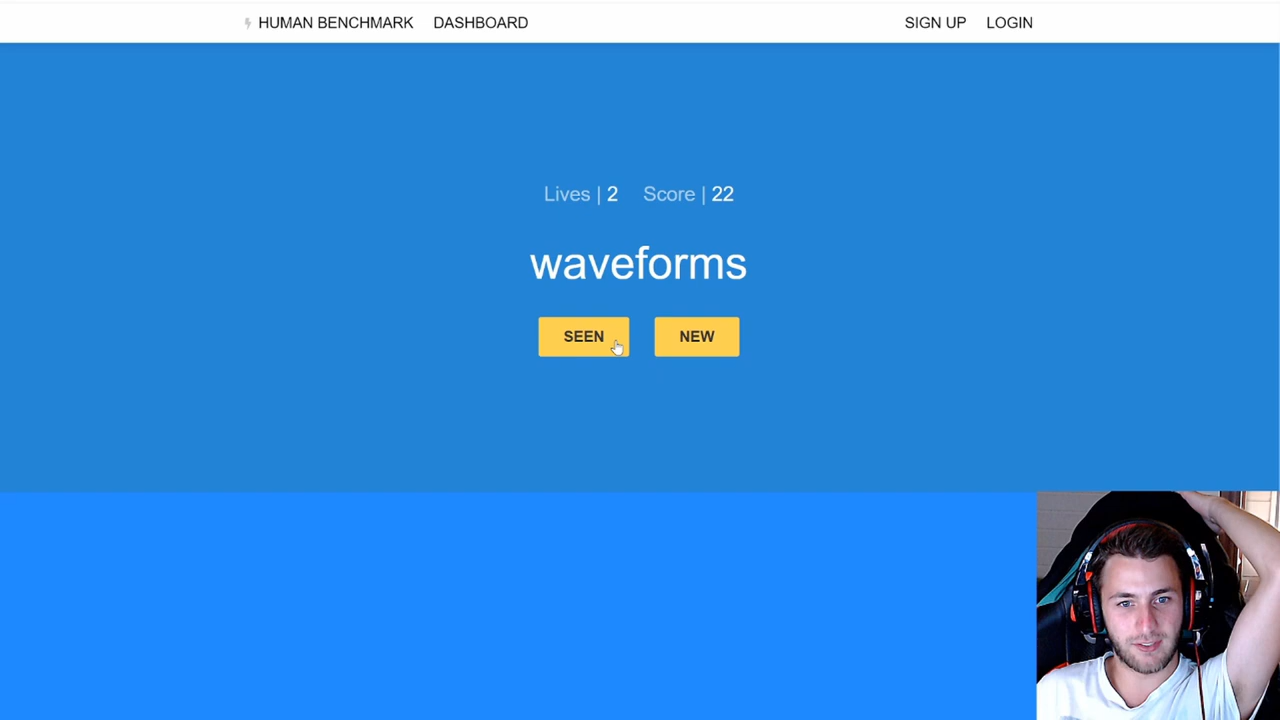 HUMAN BENCHMARK DASHBOARD SIGN UP LOGIN
Lives | 2 Score | 22
waveforms
SEEN NEW